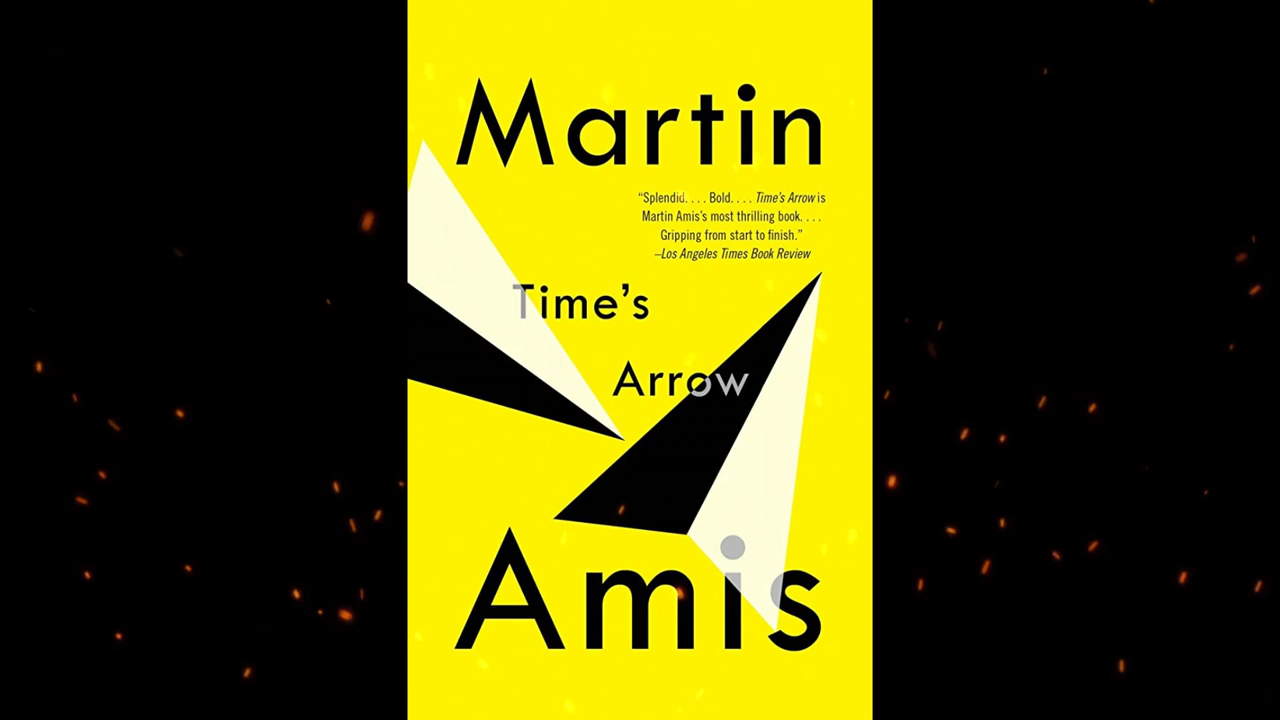 Martin
“Splendid. . . . Bold. . . . Time’s Arrow is
Martin Amis’s most thrilling book. . . .
Gripping from start to finish.”
–Los Angeles Times Book Review
Time’s
Arrow
Amis